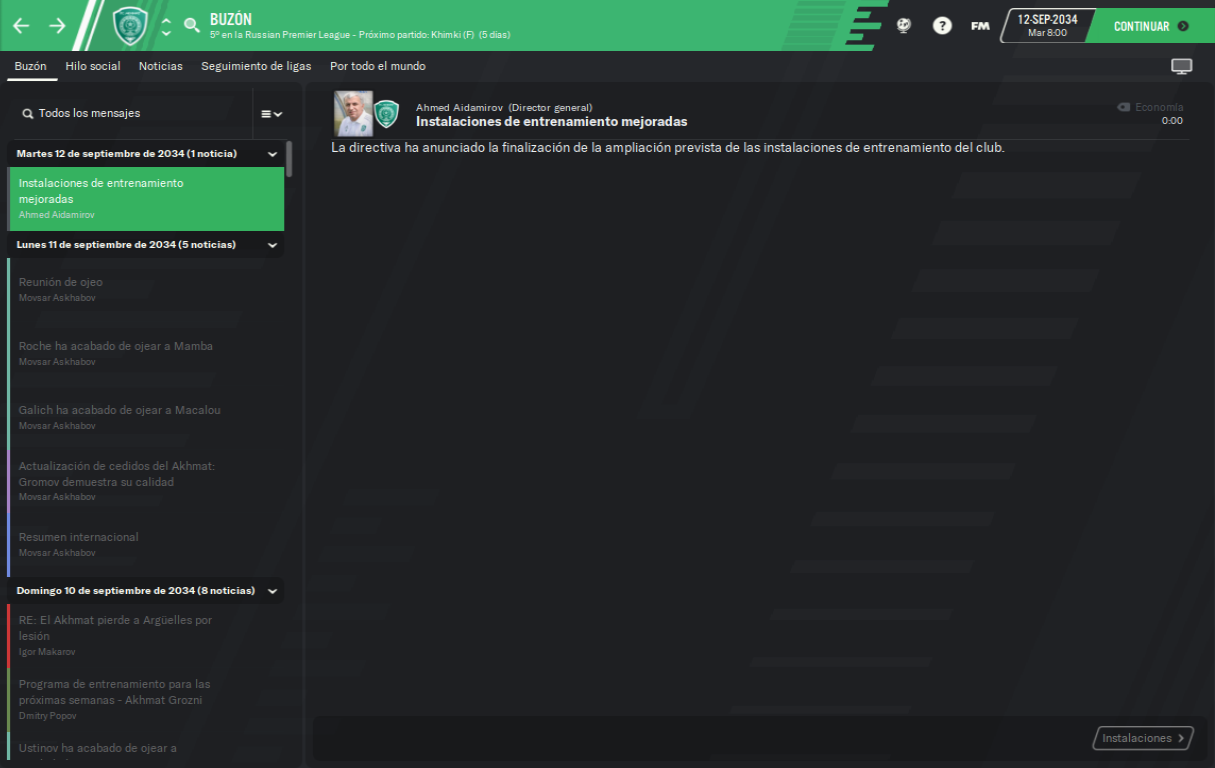 BUZÓN
5º en la Russian Premier League - Próximo partido: Khimki (F) (5 días)
?
FM
12-SEP-2034
Mar 8:00
CONTINUAR
Buzón
Hilo social
Noticias
Seguimiento de ligas
Por todo el mundo
Todos los mensajes
Martes 12 de septiembre de 2034 (1 noticia)
Instalaciones de entrenamiento
mejoradas
Ahmed Aidamirov
Lunes 11 de septiembre de 2034 (5 noticias)
Reunión de ojeo
Movsar Askhabov
Roche ha acabado de ojear a Mamba
Movsar Askhabov
Galich ha acabado de ojear a Macalou
Movsar Askhabov
Actualización de cedidos del Akhmat:
Gromov demuestra su calidad
Movsar Askhabov
Resumen internacional
Movsar Askhabov
Domingo 10 de septiembre de 2034 (8 noticias)
RE: El Akhmat pierde a Argüelles por
lesión
Igor Makarov
Programa de entrenamiento para las
próximas semanas - Akhmat Grozni
Dmitry Popov
Ustinov ha acabado de ojear a
Ahmed Aidamirov (Director general)
Instalaciones de entrenamiento mejoradas
Economía
0:00
La directiva ha anunciado la finalización de la ampliación prevista de las instalaciones de entrenamiento del club.
Instalaciones